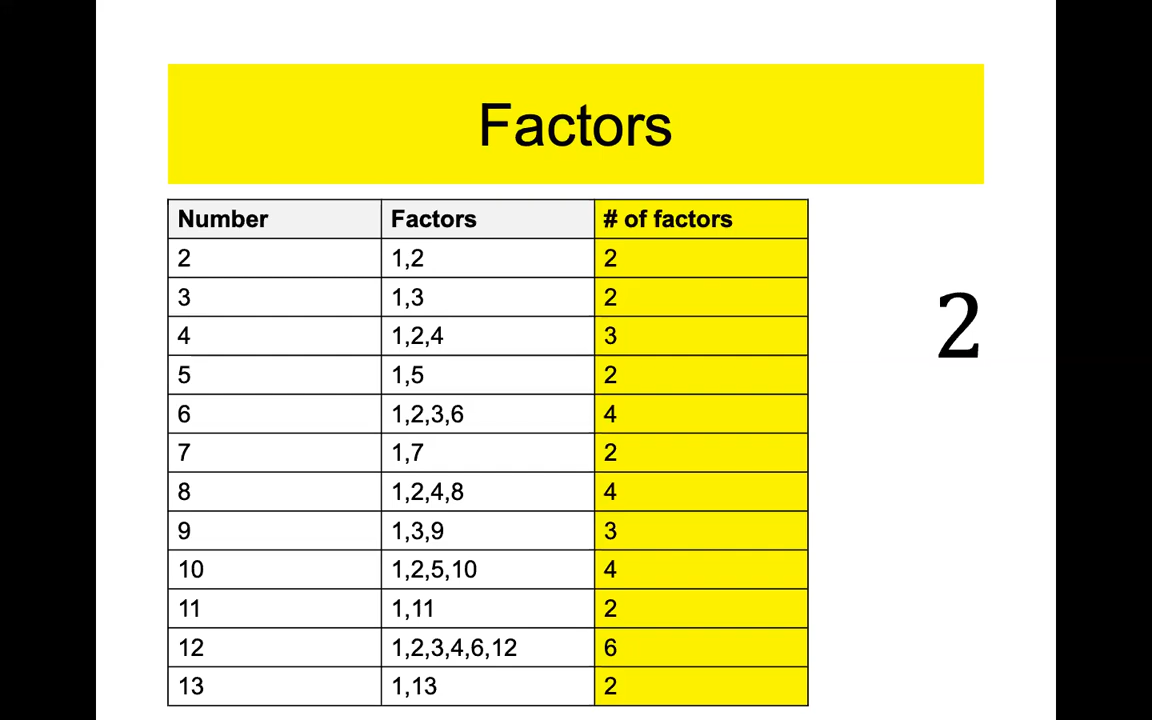 Factors
Number Factors # of factors
2 1,2 2
3 1,3 2
4 1,2,4 3
5 1,5 2
6 1,2,3,6 4
7 1,7 2
8 1,2,4,8 4
9 1,3,9 3
10 1,2,5,10 4
11 1,11 2
12 1,2,3,4,6,12 6
13 1,13 2
2